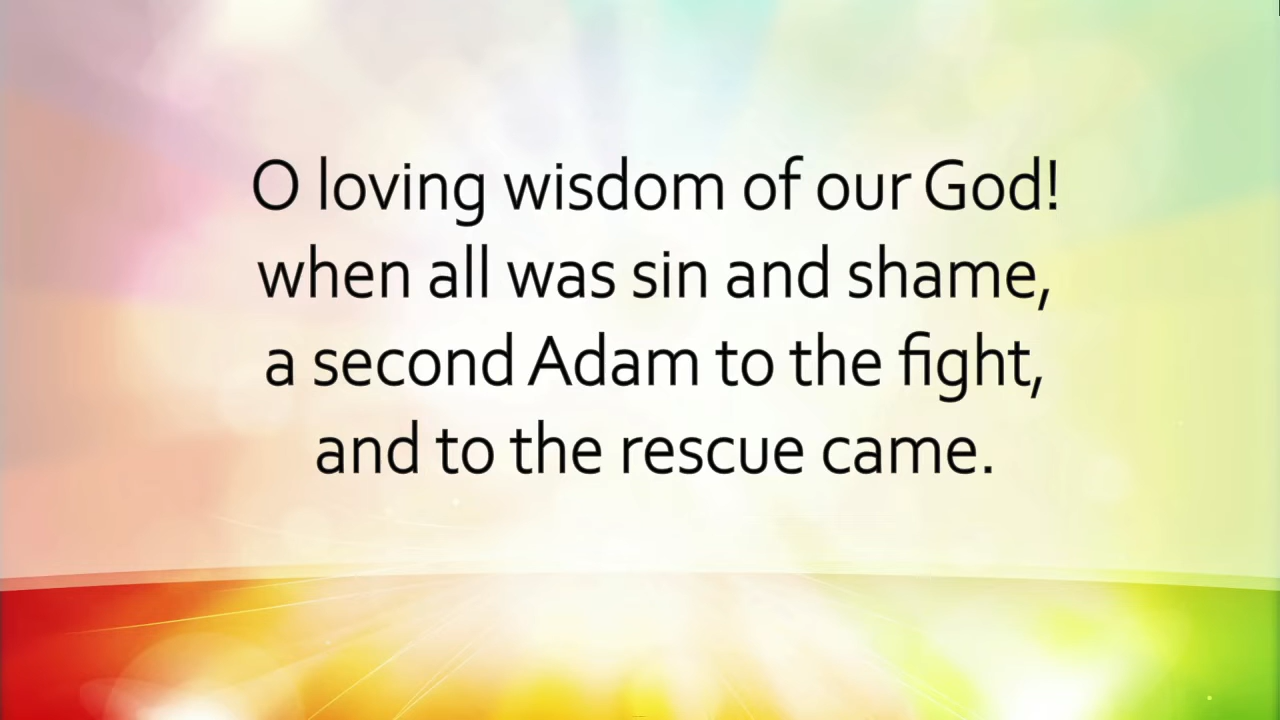 O loving wisdom of our God!
when all was sin and shame,
a second Adam to the fight,
and to the rescue came.